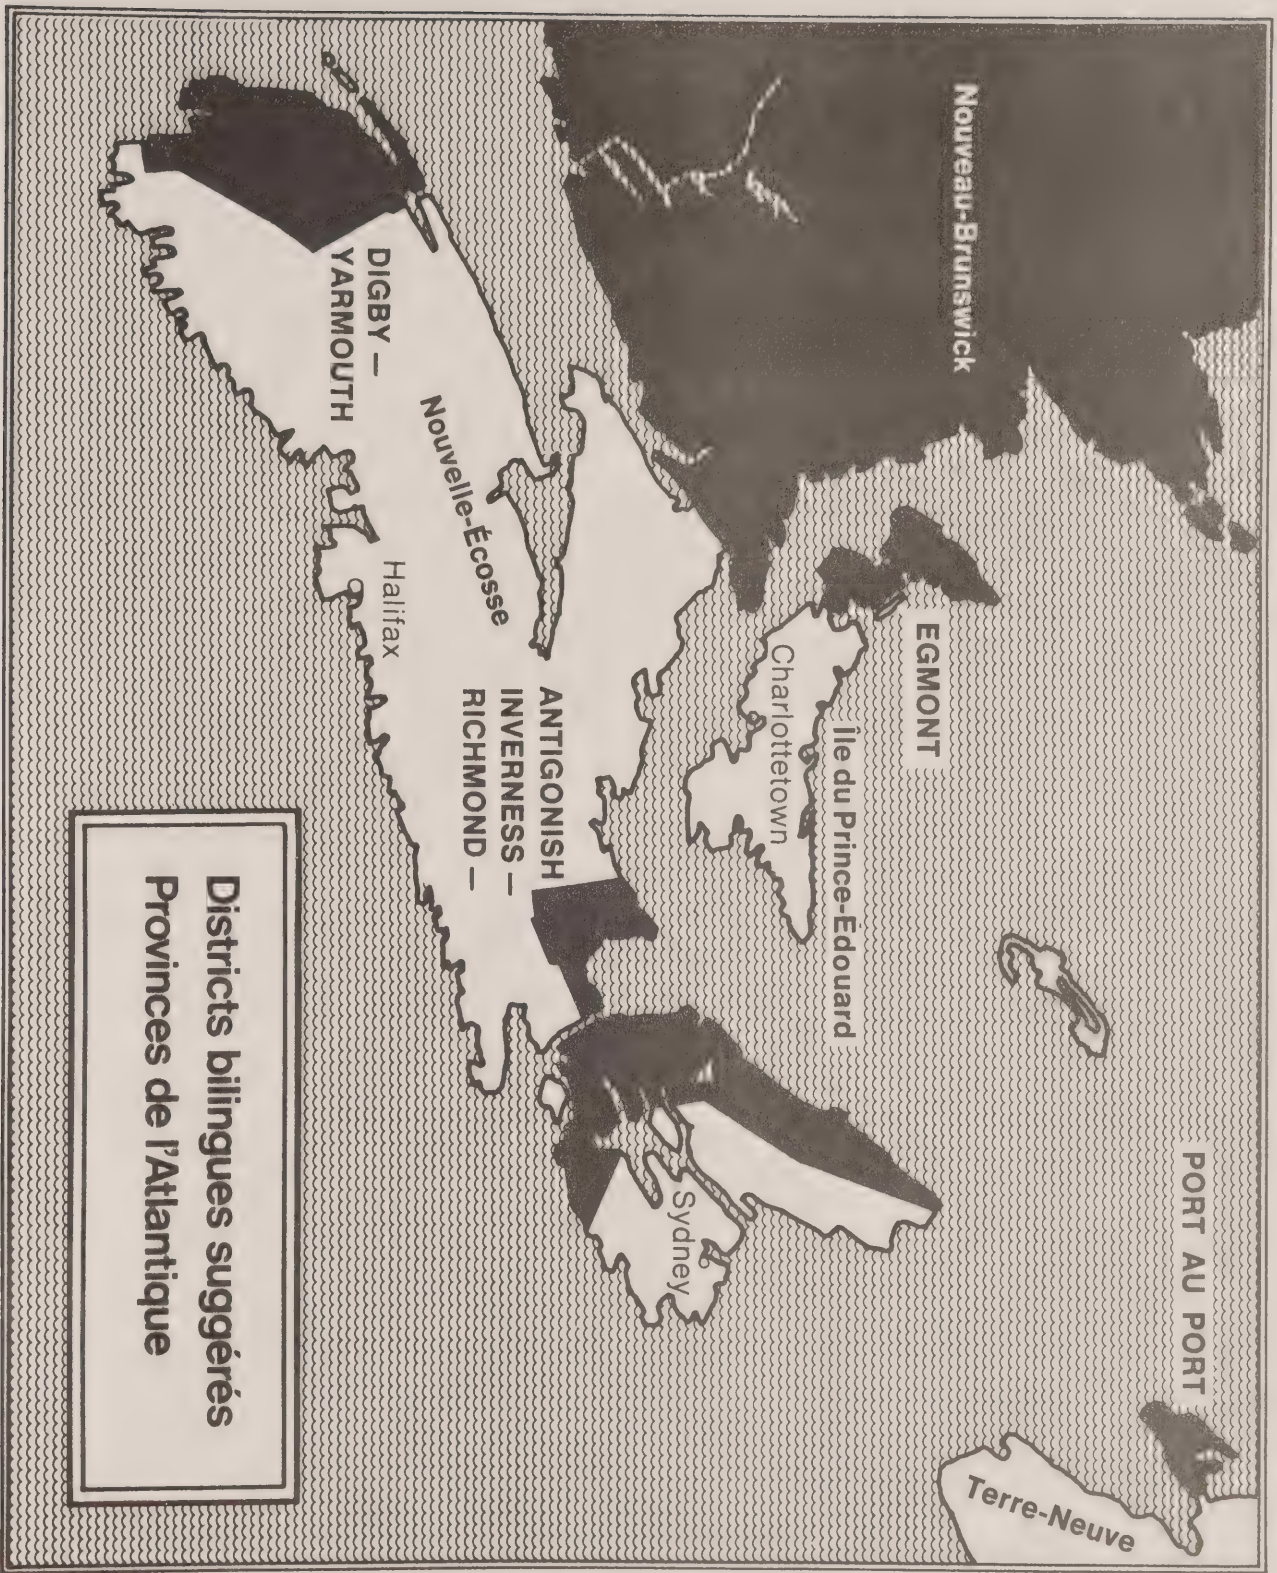 Nouveau-Brunswick
PORT AU PORT
Terre-Neuve
EGMONT
Île du Prince-Édouard
Charlottetown
Sydney
ANTIGONISH
INVERNESS —
RICHMOND —
Nouvelle-Écosse
Halifax
DIGBY —
YARMOUTH
Districts bilingues suggérés
Provinces de l'Atlantique